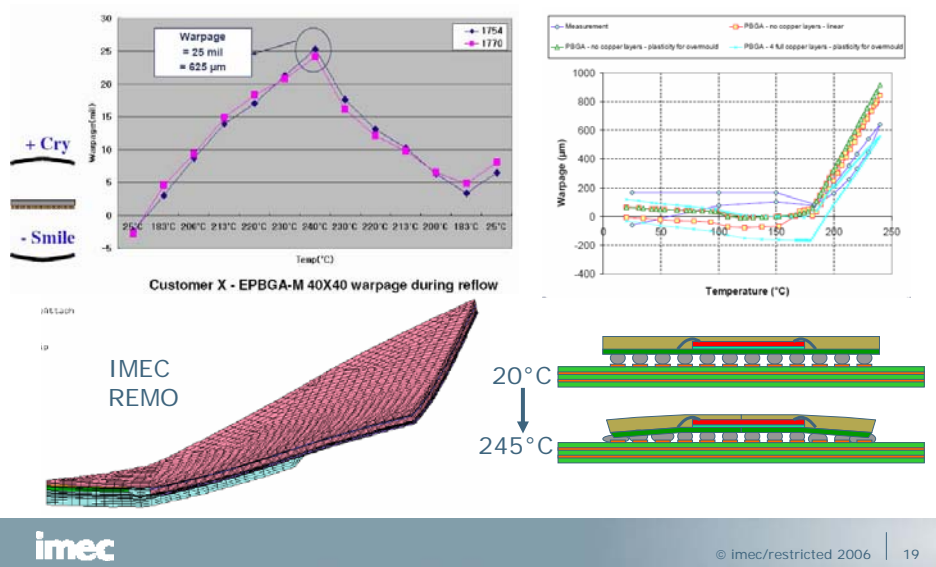 30
25
20
15
10
5
0
-5
Warpage(mil)
Warpage
= 25 mil
= 625 µm
1754
1770
25°C 183°C 206°C 213°C 220°C 230°C 240°C 230°C 220°C 213°C 200°C 183°C 25°C
Temp(°C)
+ Cry
- Smile
Customer X - EPBGA-M 40X40 warpage during reflow
Measurement
PBGA - no copper layers - linear
PBGA - no copper layers - plasticity for overmould
PBGA - 4 full copper layers - plasticity for overmould
1000
800
600
400
200
0
-200
-400
Warpage (µm)
0 50 100 150 200 250
Temperature (°C)
Attach
ip
IMEC
REMO
20°C
245°C
imec
© imec/restricted 2006
19